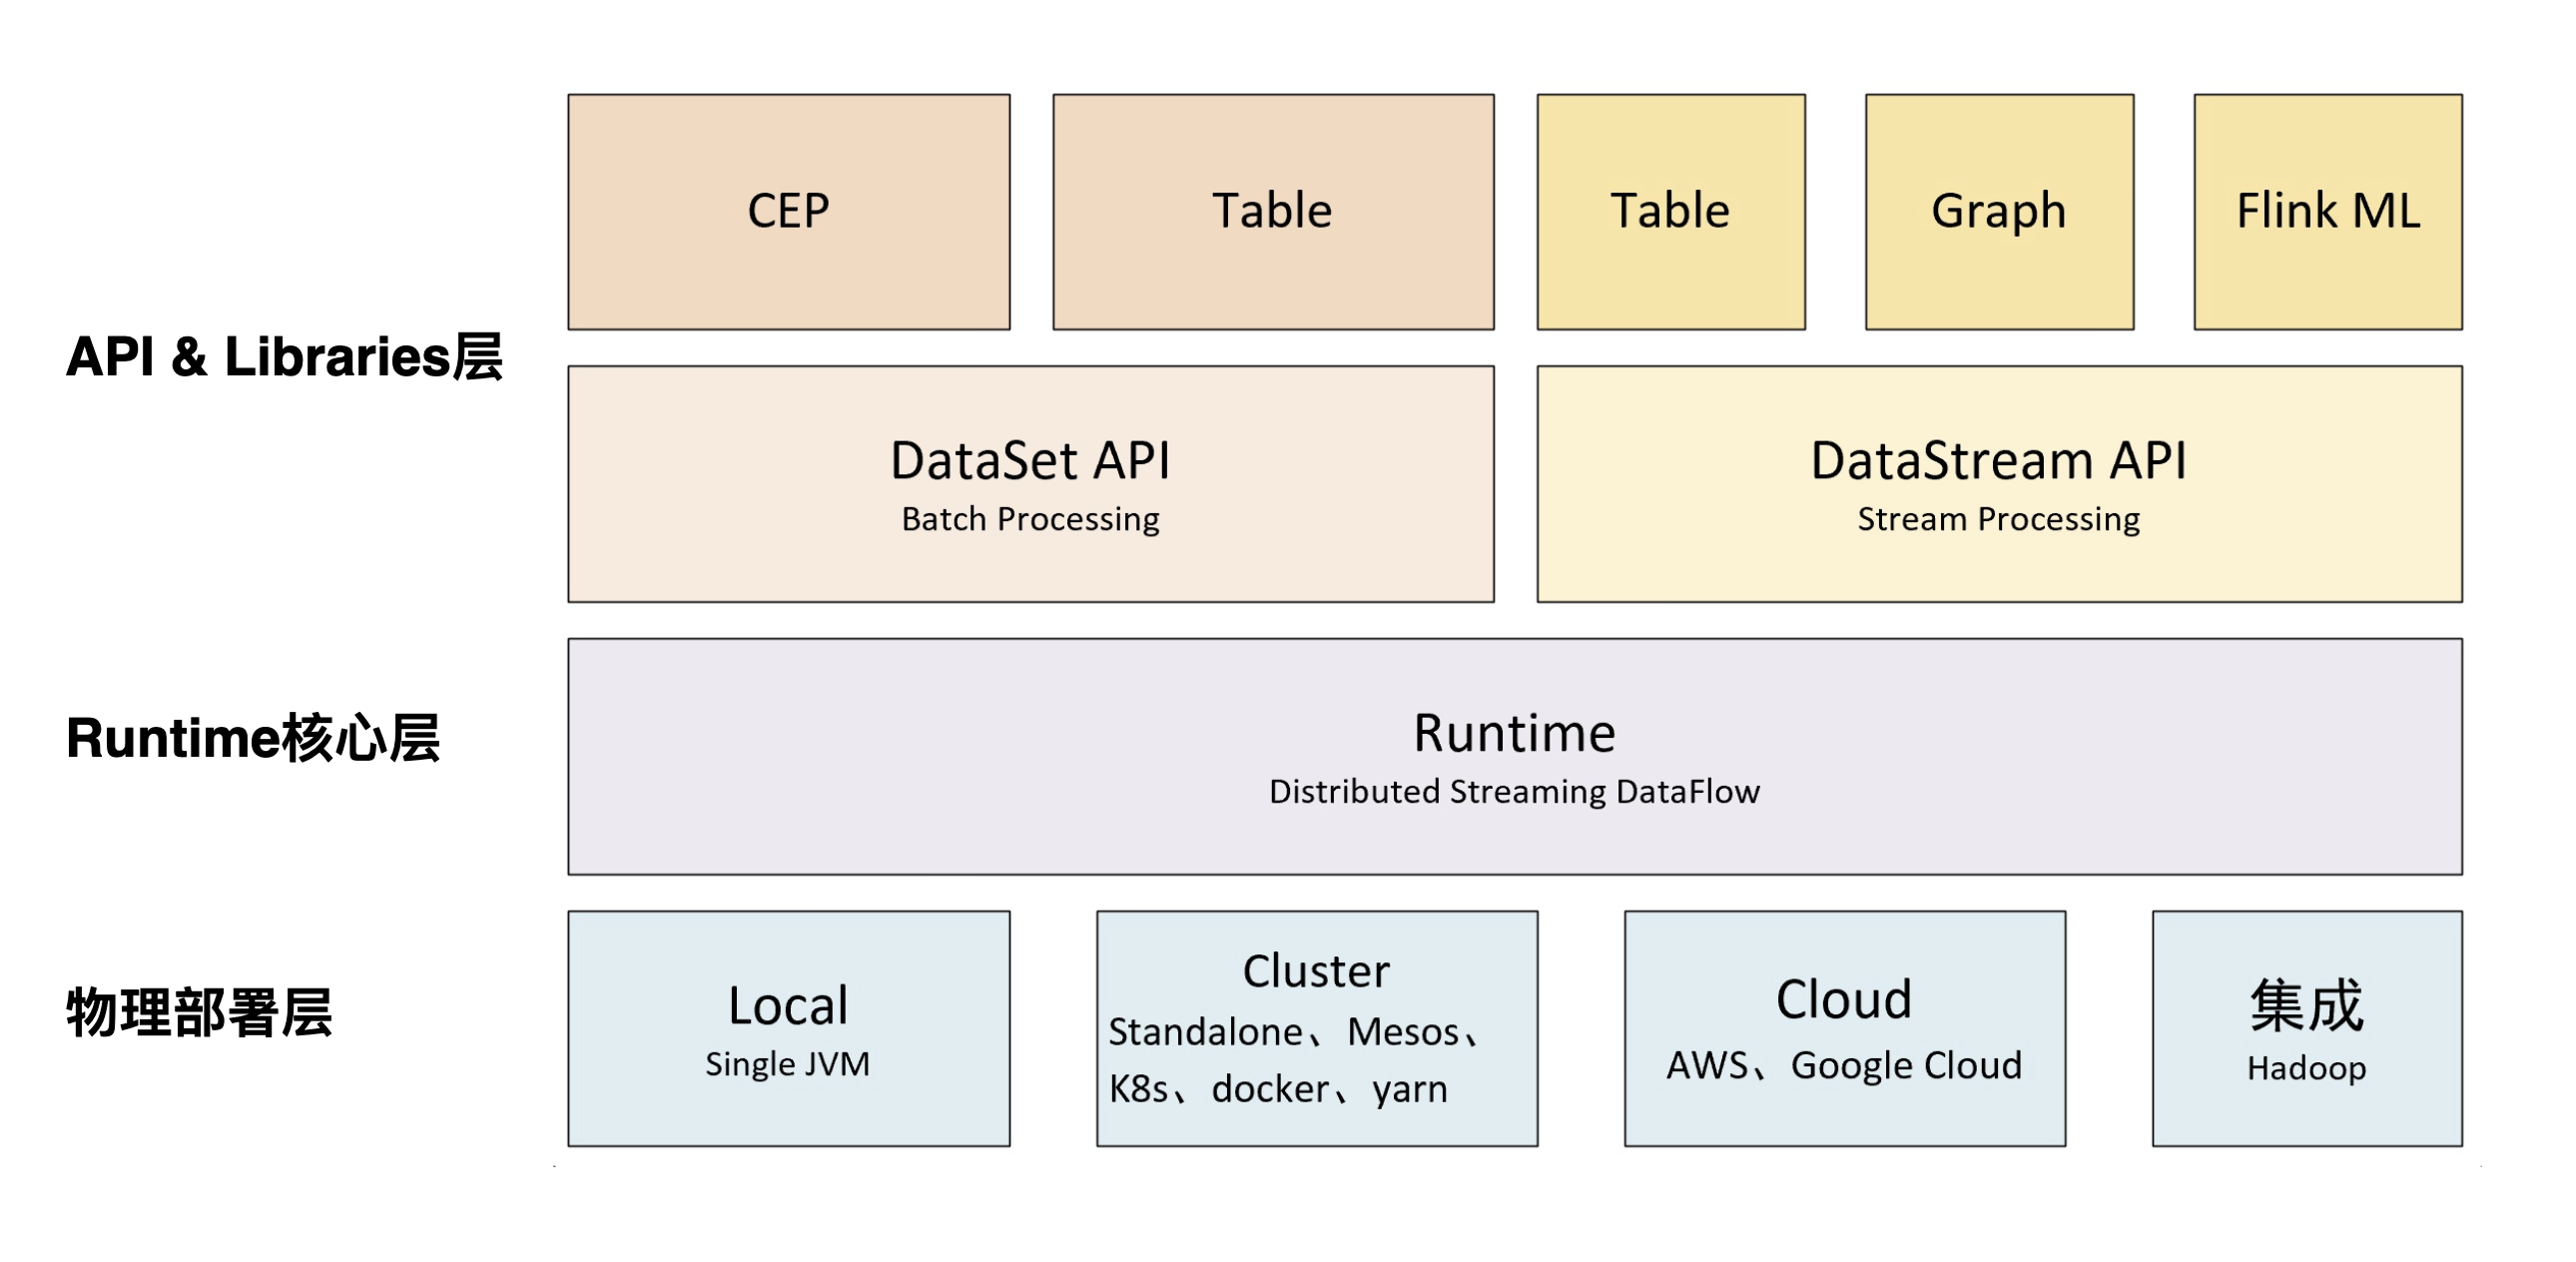 CEP
Table
Table
Graph
Flink ML
API & Libraries层
DataSet API
Batch Processing
DataStream API
Stream Processing
Runtime核心层
Runtime
Distributed Streaming DataFlow
物理部署层
Local
Single JVM
Cluster
Standalone、Mesos、
K8s、docker、yarn
Cloud
AWS、Google Cloud
集成
Hadoop